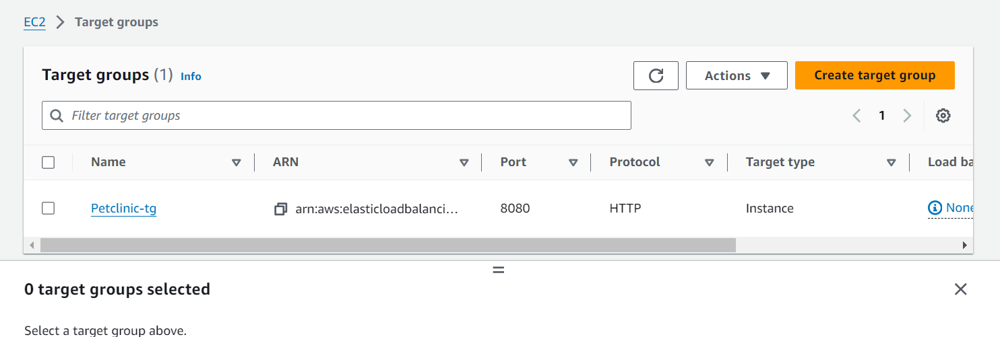 EC2 > Target groups
Target groups (1) Info
Actions
Create target group
Filter target groups
1
Name ARN Port Protocol Target type Load ba
Petclinic-tg arn:aws:elasticloadbalanci... 8080 HTTP Instance None
0 target groups selected
Select a target group above.